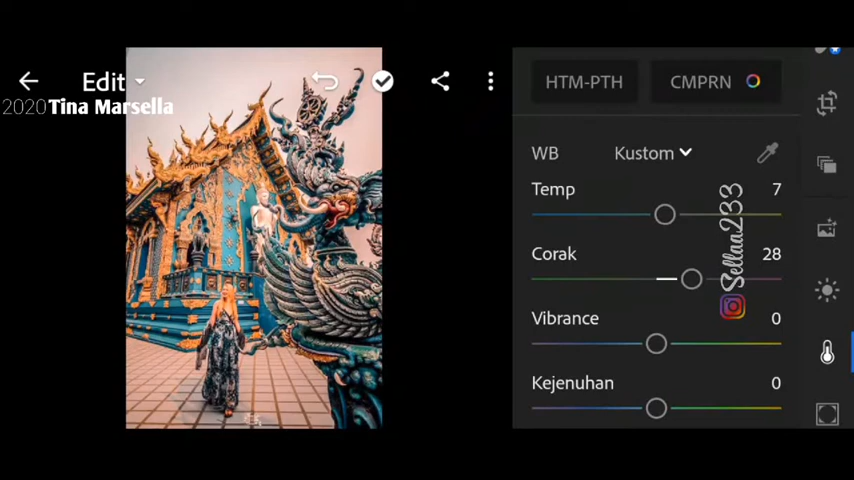 Edit
2020Tina Marsella
HTM-PTH CMPRN
WB Kustom
Temp 7
Corak 28
Vibrance 0
Kejenuhan 0
Sellaa233